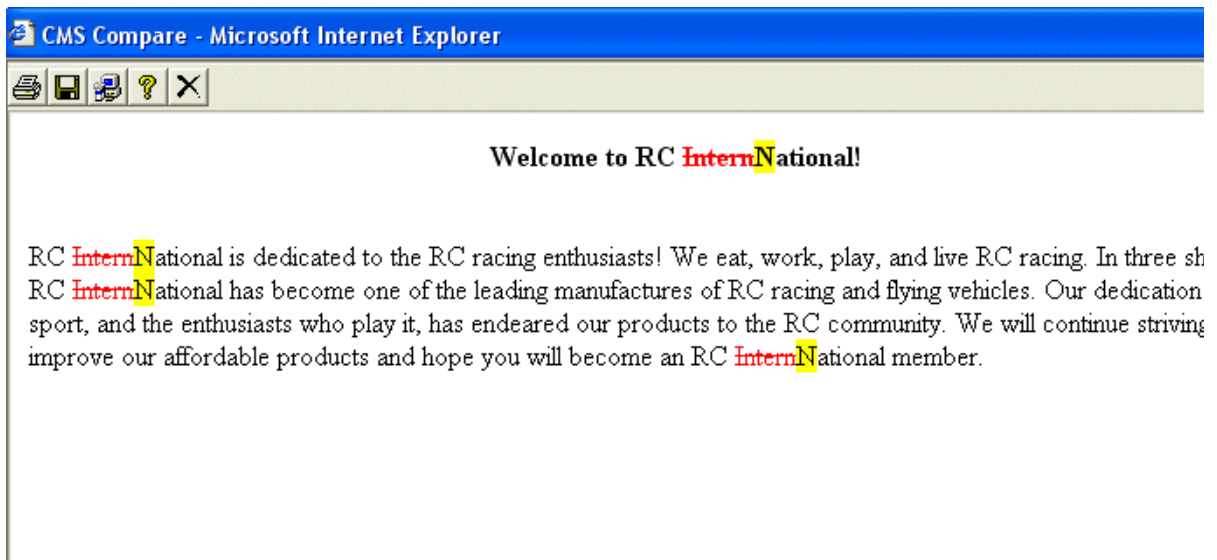 CMS Compare - Microsoft Internet Explorer
Welcome to RC InternNational!
RC InternNational is dedicated to the RC racing enthusiasts! We eat, work, play, and live RC racing. In three
RC InternNational has become one of the leading manufactures of RC racing and flying vehicles. Our dedication
sport, and the enthusiasts who play it, has endeared our products to the RC community. We will continue striving
improve our affordable products and hope you will become an RC InternNational member.